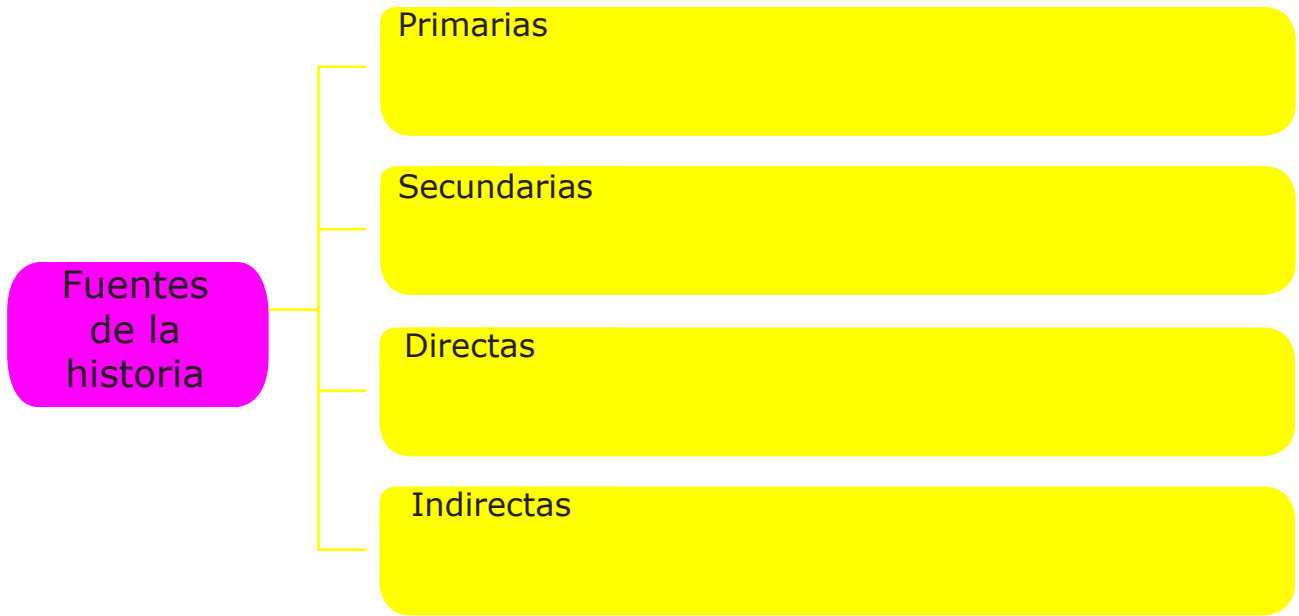 Fuentes
de la
historia
Primarias
Secundarias
Directas
Indirectas